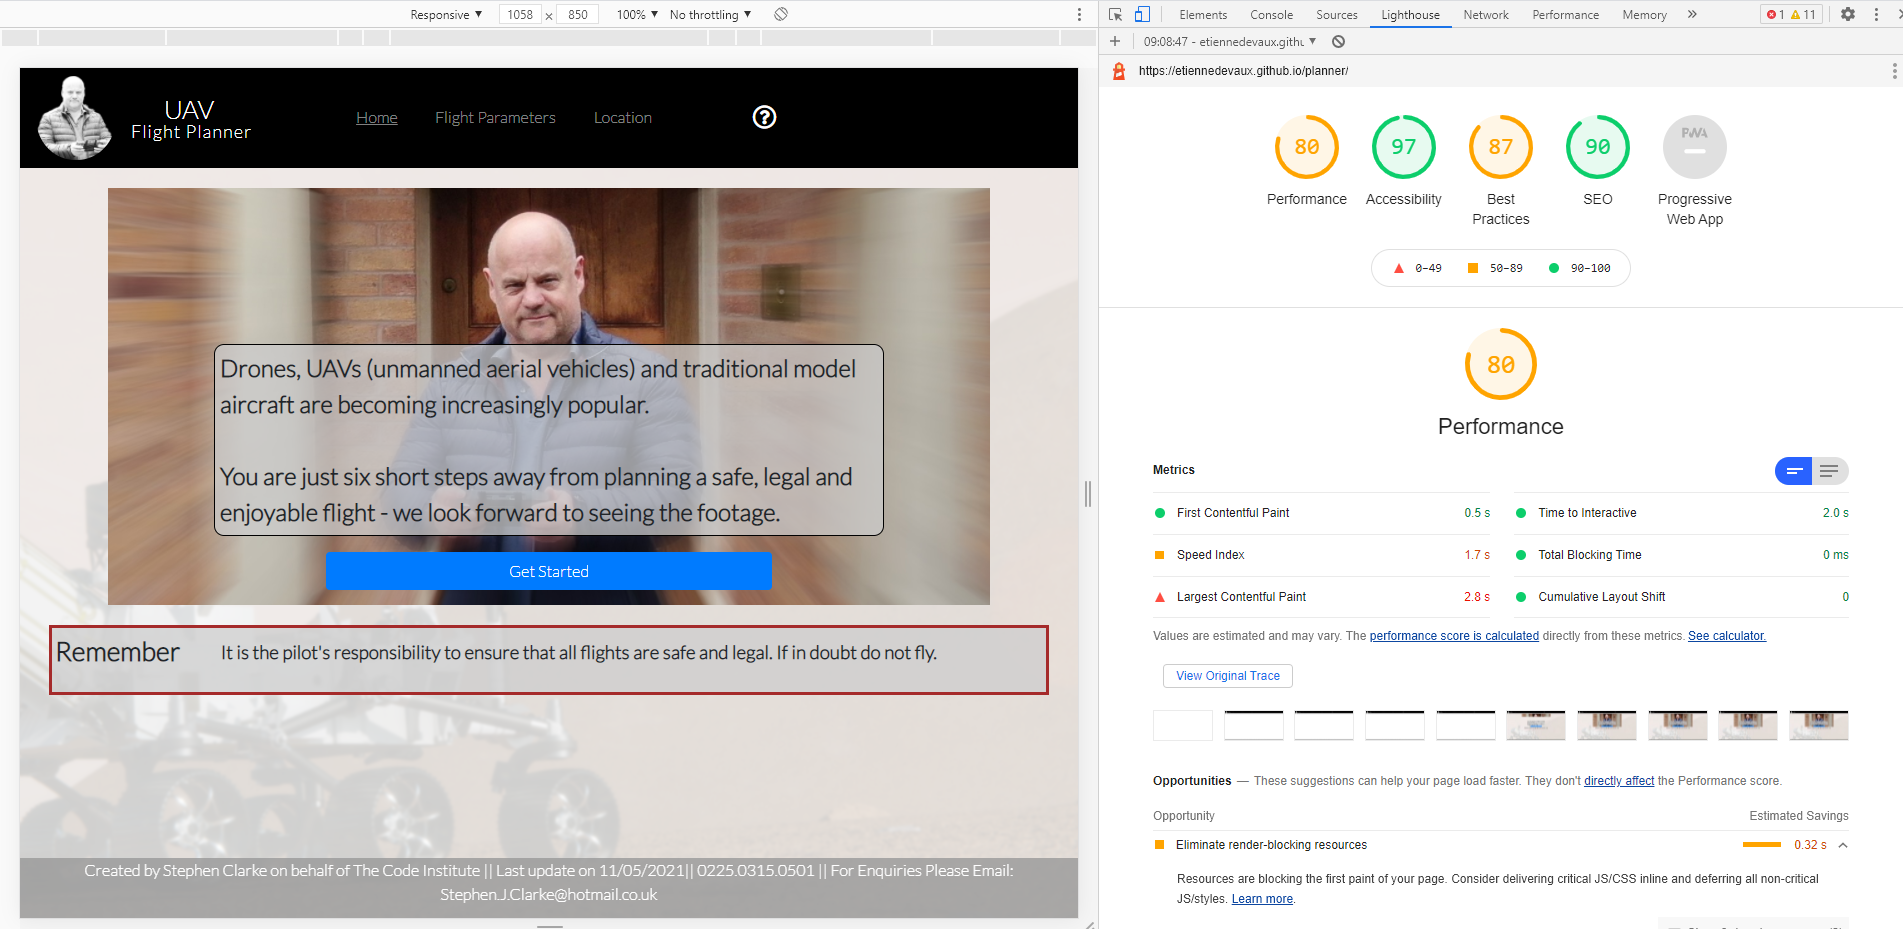 Responsive ▼ 1058 × 850 100% ▼ No throttling ▼
Elements Console Sources Lighthouse Network Performance Memory » 1 11
+ 09:08:47 - etiennedevaux.githu ▼
https://etiennedevaux.github.io/planner/
UAV
Flight Planner
Home Flight Parameters Location ?
Drones, UAVs (unmanned aerial vehicles) and traditional model
aircraft are becoming increasingly popular.
You are just six short steps away from planning a safe, legal and
enjoyable flight - we look forward to seeing the footage.
Get Started
Remember It is the pilot's responsibility to ensure that all flights are safe and legal. If in doubt do not fly.
Created by Stephen Clarke on behalf of The Code Institute || Last update on 11/05/2021|| 0225.0315.0501 || For Enquiries Please Email:
Stephen.J.Clarke@hotmail.co.uk
80 97 87 90 PWA
Performance Accessibility Best Practices SEO Progressive Web App
0–49 50–89 90–100
80
Performance
Metrics
First Contentful Paint 0.5 s Time to Interactive 2.0 s
Speed Index 1.7 s Total Blocking Time 0 ms
Largest Contentful Paint 2.8 s Cumulative Layout Shift 0
Values are estimated and may vary. The performance score is calculated directly from these metrics. See calculator.
View Original Trace
Opportunities — These suggestions can help your page load faster. They don't directly affect the Performance score.
Opportunity Estimated Savings
Eliminate render-blocking resources 0.32 s
Resources are blocking the first paint of your page. Consider delivering critical JS/CSS inline and deferring all non-critical
JS/styles. Learn more.